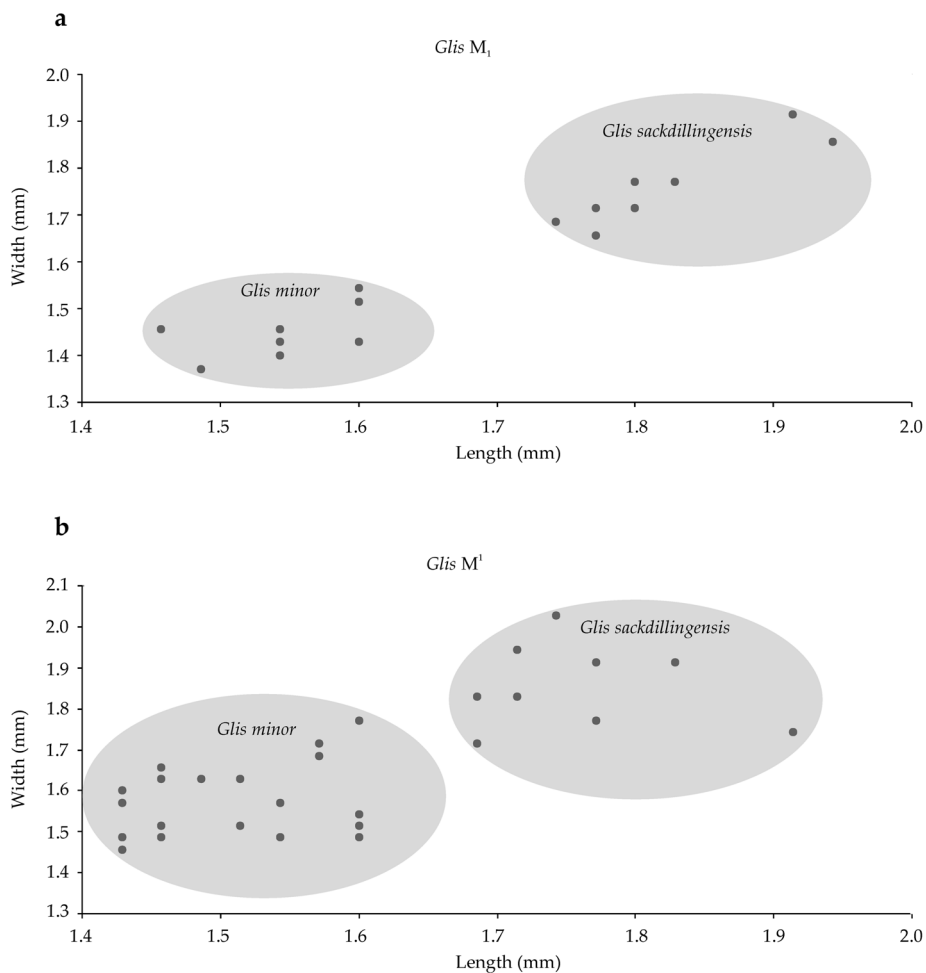 a
Glis M₁
2.0
1.9
1.8
1.7
1.6
1.5
1.4
1.3
Width (mm)
Glis sackdillingensis
Glis minor
1.4 1.5 1.6 1.7 1.8 1.9 2.0
Length (mm)
b
Glis M¹
2.1
2.0
1.9
1.8
1.7
1.6
1.5
1.4
1.3
Width (mm)
Glis sackdillingensis
Glis minor
1.4 1.5 1.6 1.7 1.8 1.9 2.0
Length (mm)